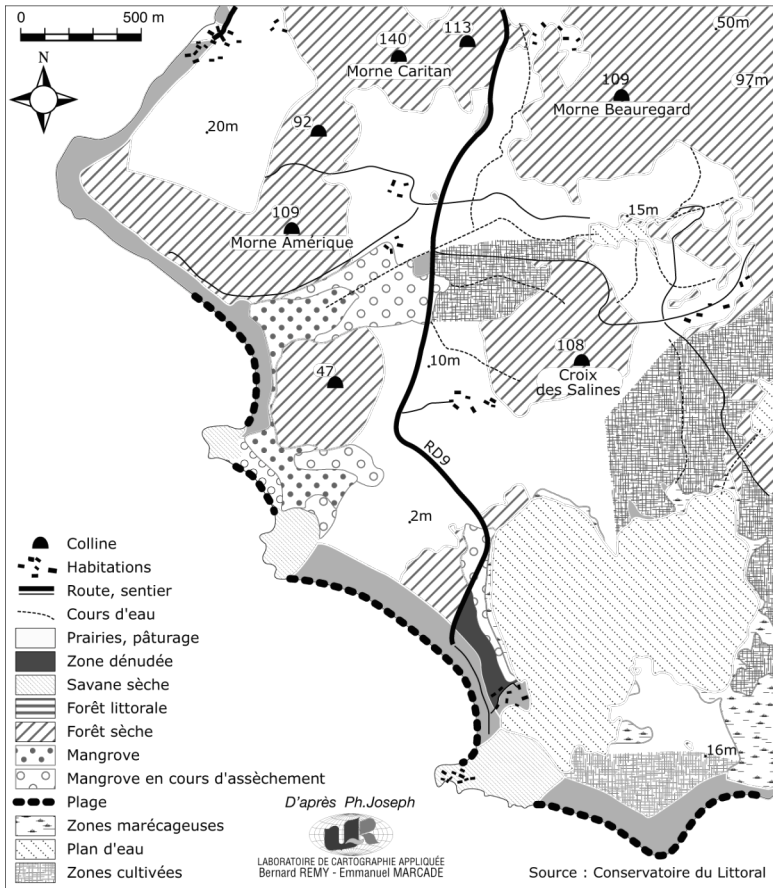 0
500 m
N
140
113
Morne Caritan
50m
97m
109
Morne Beauregard
92
20m
15m
109
Morne Amérique
108
Croix
des Salines
47
10m
RD9
2m
16m
Colline
Habitations
Route, sentier
Cours d'eau
Prairies, pâturage
Zone dénudée
Savane sèche
Forêt littorale
Forêt sèche
Mangrove
Mangrove en cours d'assèchement
Plage
Zones marécageuses
Plan d'eau
Zones cultivées
D'après Ph.Joseph
LABORATOIRE DE CARTOGRAPHIE APPLIQUÉE
Bernard REMY - Emmanuel MARCADE
Source : Conservatoire du Littoral